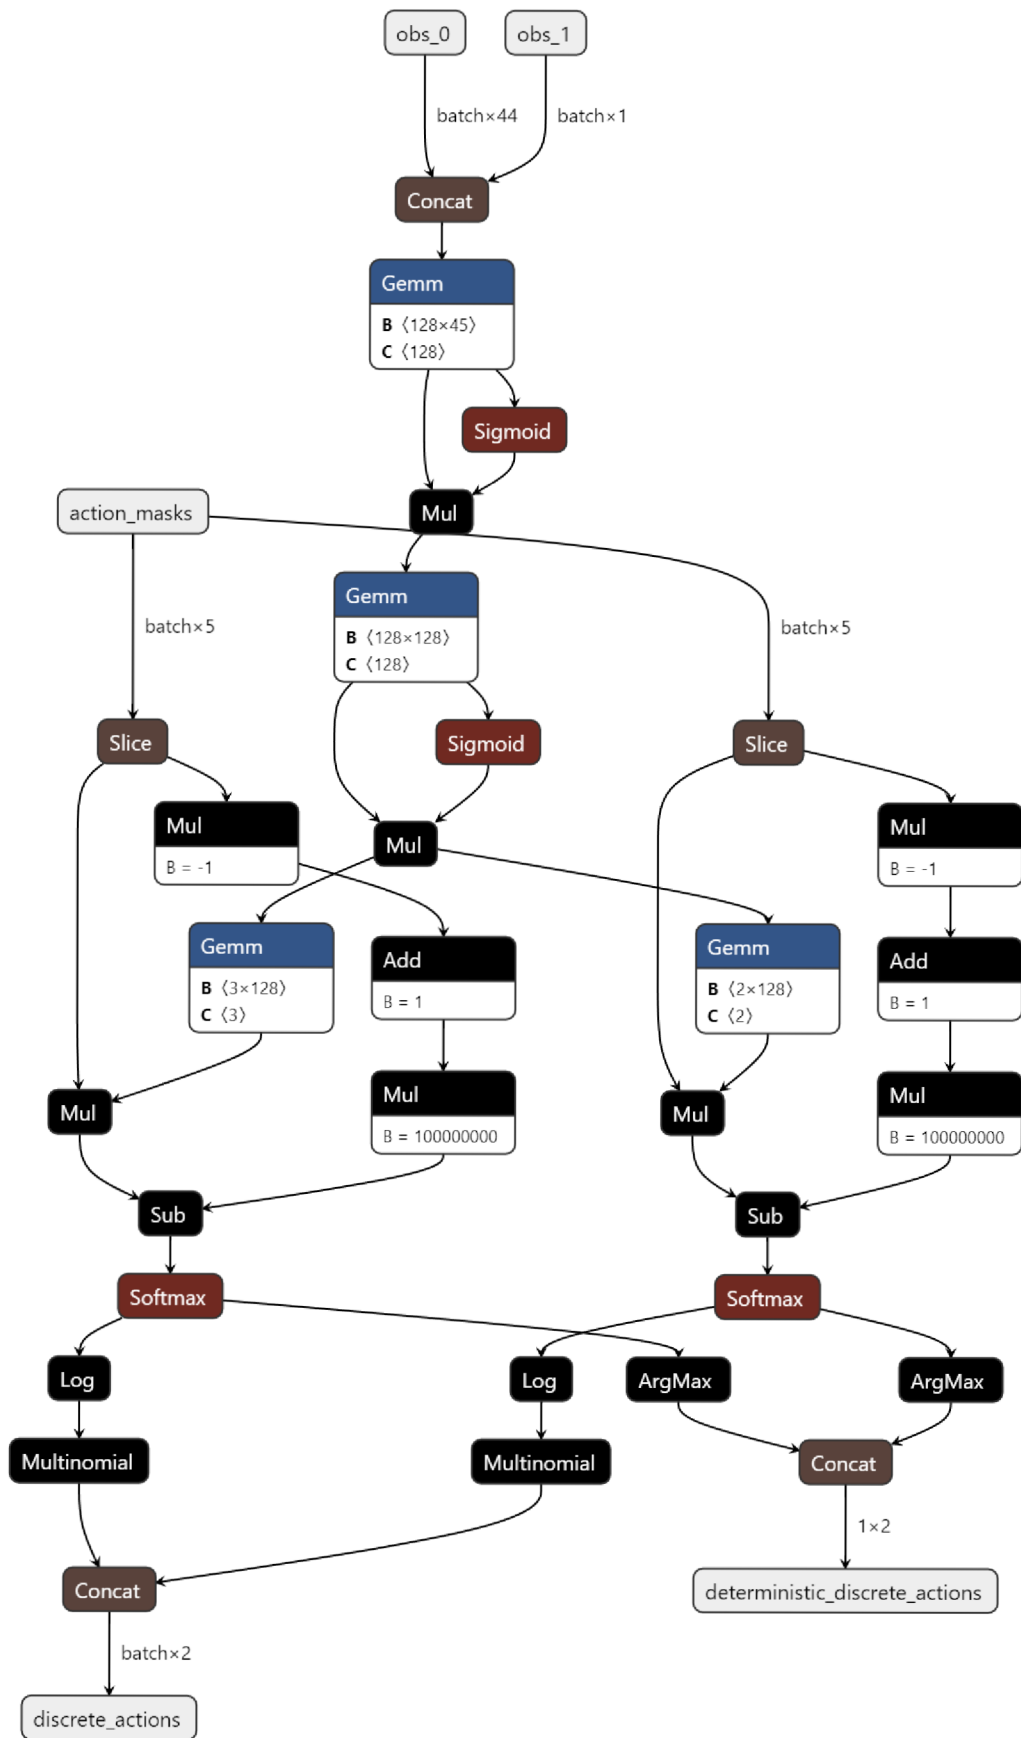 obs_0 obs_1
batch×44 batch×1
Concat
Gemm
B ⟨128×45⟩
C ⟨128⟩
Sigmoid
action_masks Mul
Gemm
batch×5 batch×5
B ⟨128×128⟩
C ⟨128⟩
Slice Sigmoid Slice
Mul Mul
Mul
B = -1 B = -1
Gemm Gemm
Add Add
B ⟨3×128⟩ B ⟨2×128⟩
B = 1 B = 1
C ⟨3⟩ C ⟨2⟩
Mul Mul
Mul Mul
B = 100000000 B = 100000000
Sub Sub
Softmax Softmax
Log Log ArgMax ArgMax
Multinomial Multinomial Concat
1×2
Concat deterministic_discrete_actions
batch×2
discrete_actions